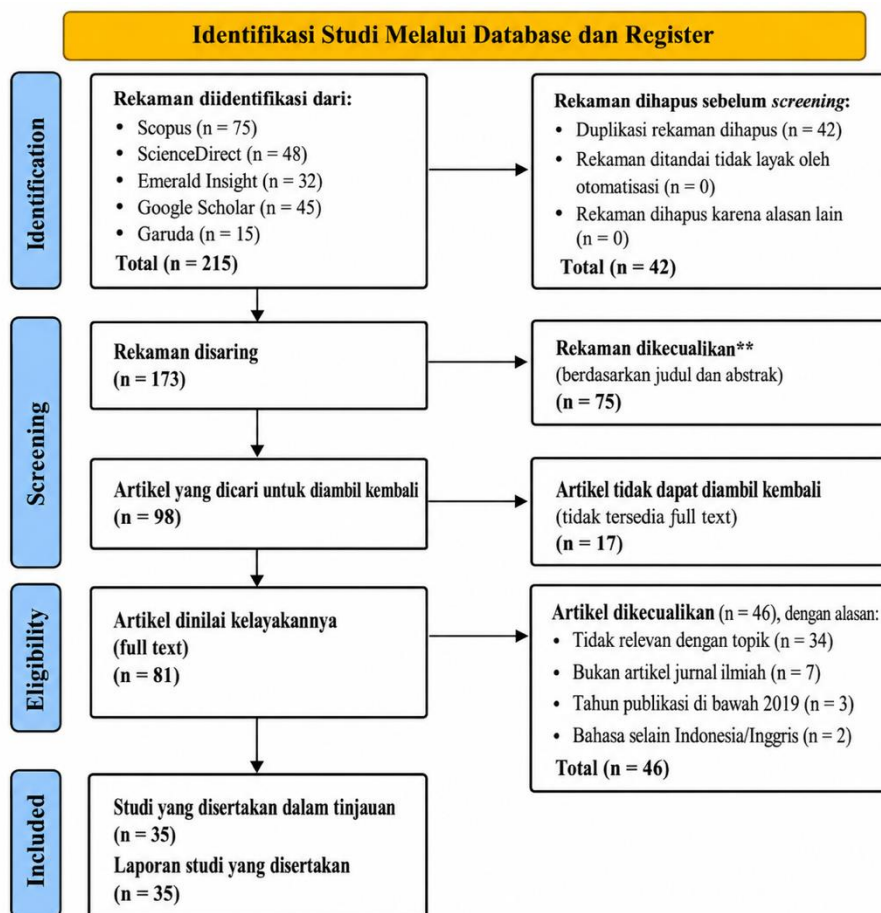 Identifikasi Studi Melalui Database dan Register
Identification
Rekaman diidentifikasi dari:
• Scopus (n = 75)
• ScienceDirect (n = 48)
• Emerald Insight (n = 32)
• Google Scholar (n = 45)
• Garuda (n = 15)
Total (n = 215)
Rekaman dihapus sebelum screening:
• Duplikasi rekaman dihapus (n = 42)
• Rekaman ditandai tidak layak oleh
otomatisasi (n = 0)
• Rekaman dihapus karena alasan lain
(n = 0)
Total (n = 42)
Screening
Rekaman disaring
(n = 173)
Rekaman dikecualikan**
(berdasarkan judul dan abstrak)
(n = 75)
Artikel yang dicari untuk diambil kembali
(n = 98)
Artikel tidak dapat diambil kembali
(tidak tersedia full text)
(n = 17)
Eligibility
Artikel dinilai kelayakannya
(full text)
(n = 81)
Artikel dikecualikan (n = 46), dengan alasan:
• Tidak relevan dengan topik (n = 34)
• Bukan artikel jurnal ilmiah (n = 7)
• Tahun publikasi di bawah 2019 (n = 3)
• Bahasa selain Indonesia/Inggris (n = 2)
Total (n = 46)
Included
Studi yang disertakan dalam tinjauan
(n = 35)
Laporan studi yang disertakan
(n = 35)